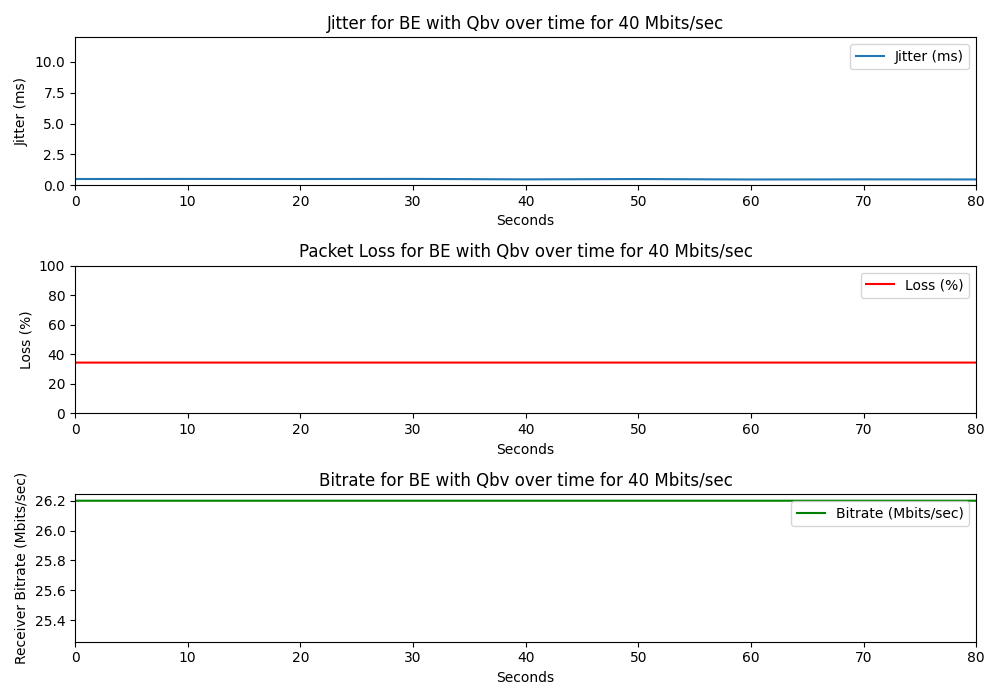 Jitter for BE with Qbv over time for 40 Mbits/sec
Jitter (ms)
10.0
7.5
5.0
2.5
0.0
Jitter (ms)
0 10 20 30 40 50 60 70 80
Seconds
Packet Loss for BE with Qbv over time for 40 Mbits/sec
Loss (%)
100
80
60
40
20
0
Loss (%)
0 10 20 30 40 50 60 70 80
Seconds
Bitrate for BE with Qbv over time for 40 Mbits/sec
Receiver Bitrate (Mbits/sec)
26.2
26.0
25.8
25.6
25.4
Bitrate (Mbits/sec)
0 10 20 30 40 50 60 70 80
Seconds